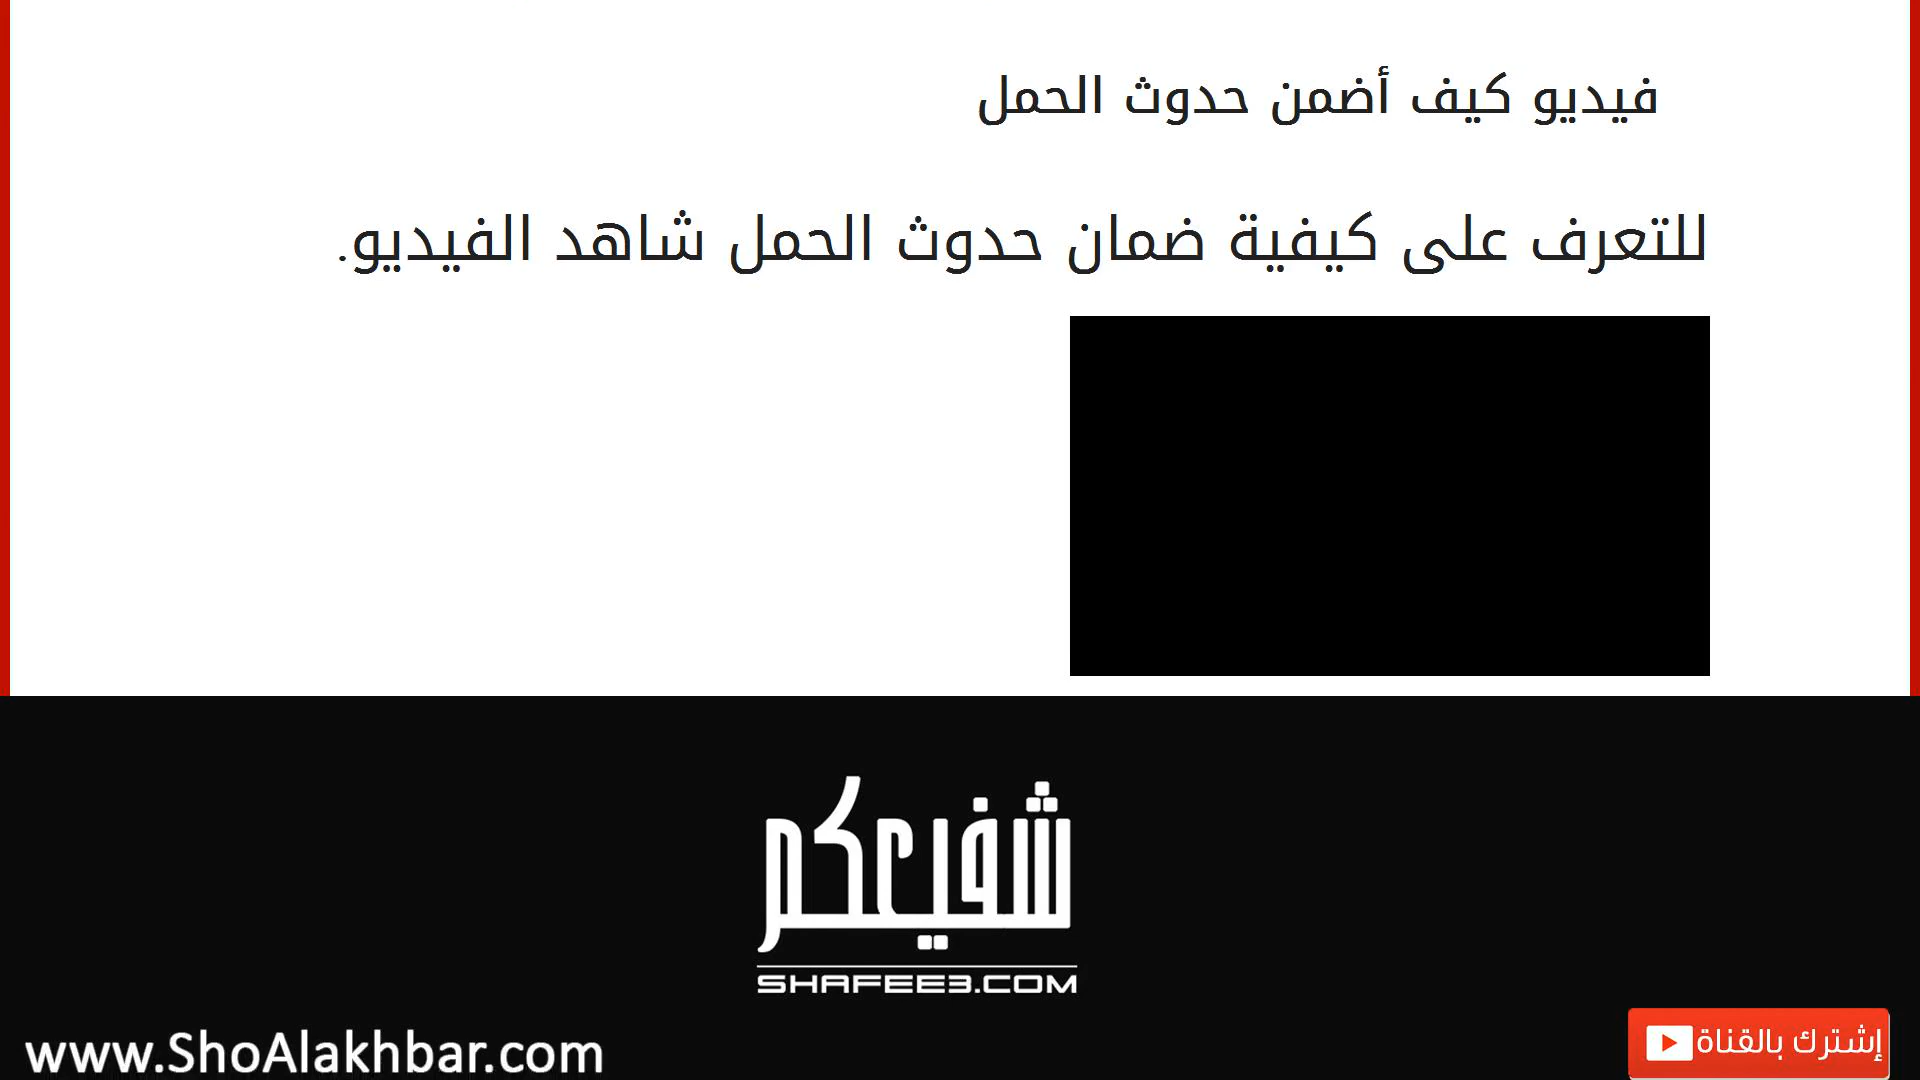 فيديو كيف أضمن حدوث الحمل
للتعرف على كيفية ضمان حدوث الحمل شاهد الفيديو.
شفيعكم
SHAFEE3.COM
www.ShoAlakhbar.com
إشترك بالقناة